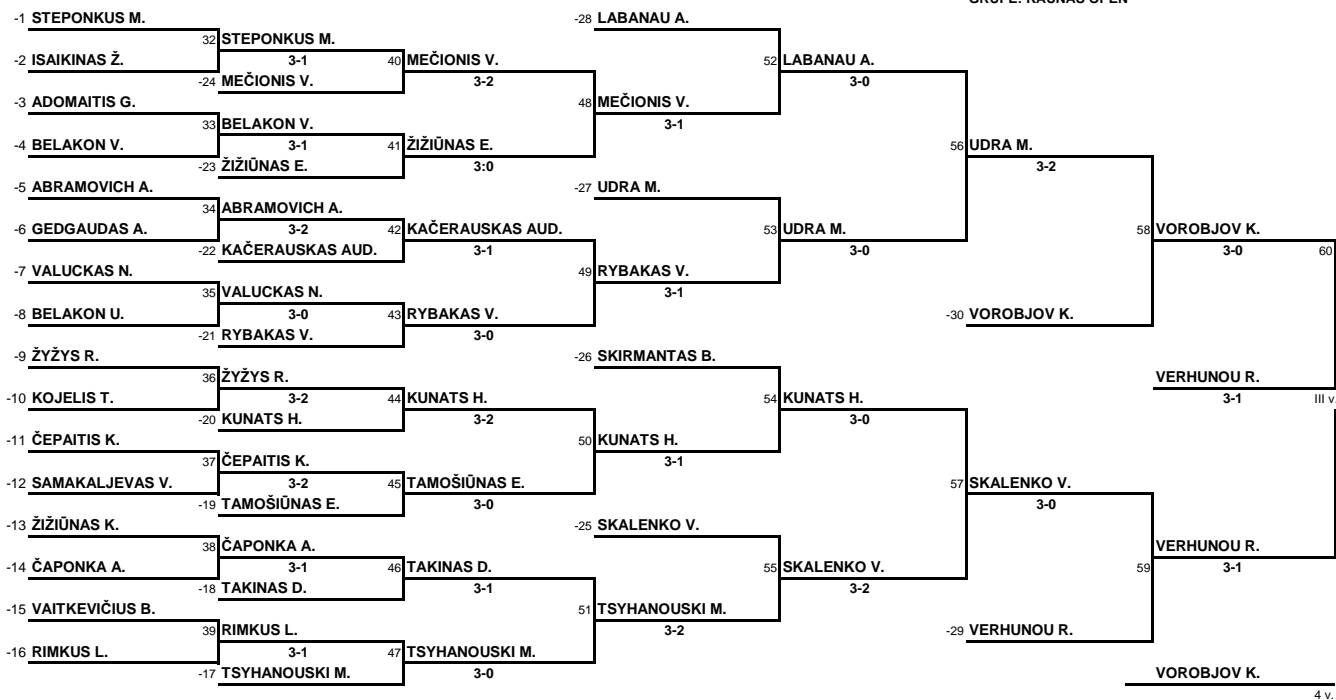 GRUPĖ: KAUNAS OPEN
-1 STEPONKUS M.
-28 LABANAU A.
32 STEPONKUS M.
3-1
-2 ISAIKINAS Ž.
40 MEČIONIS V.
3-2
52 LABANAU A.
3-0
-24 MEČIONIS V.
-3 ADOMAITIS G.
48 MEČIONIS V.
3-1
33 BELAKON V.
3-1
-4 BELAKON V.
41 ŽIŽIŪNAS E.
3:0
56 UDRA M.
3-2
-23 ŽIŽIŪNAS E.
-5 ABRAMOVICH A.
-27 UDRA M.
34 ABRAMOVICH A.
3-2
-6 GEDGAUDAS A.
42 KAČERAUSKAS AUD.
3-1
53 UDRA M.
3-0
58 VOROBJOV K.
3-0
60
-22 KAČERAUSKAS AUD.
-7 VALUCKAS N.
49 RYBAKAS V.
3-1
35 VALUCKAS N.
3-0
-8 BELAKON U.
43 RYBAKAS V.
3-0
-30 VOROBJOV K.
-21 RYBAKAS V.
-9 ŽYŽYS R.
-26 SKIRMANTAS B.
36 ŽYŽYS R.
3-2
VERHUNOU R.
3-1
III v.
-10 KOJELIS T.
44 KUNATS H.
3-2
54 KUNATS H.
3-0
-20 KUNATS H.
-11 ČEPAITIS K.
50 KUNATS H.
3-1
37 ČEPAITIS K.
3-2
-12 SAMAKALJEVAS V.
45 TAMOŠIŪNAS E.
3-0
57 SKALENKO V.
3-0
-19 TAMOŠIŪNAS E.
-13 ŽIŽIŪNAS K.
-25 SKALENKO V.
38 ČAPONKA A.
3-1
VERHUNOU R.
3-1
59
-14 ČAPONKA A.
46 TAKINAS D.
3-1
55 SKALENKO V.
3-2
-18 TAKINAS D.
-15 VAITKEVIČIUS B.
51 TSYHANOUSKI M.
3-2
39 RIMKUS L.
3-1
-29 VERHUNOU R.
-16 RIMKUS L.
47 TSYHANOUSKI M.
3-0
-17 TSYHANOUSKI M.
VOROBJOV K.
4 v.